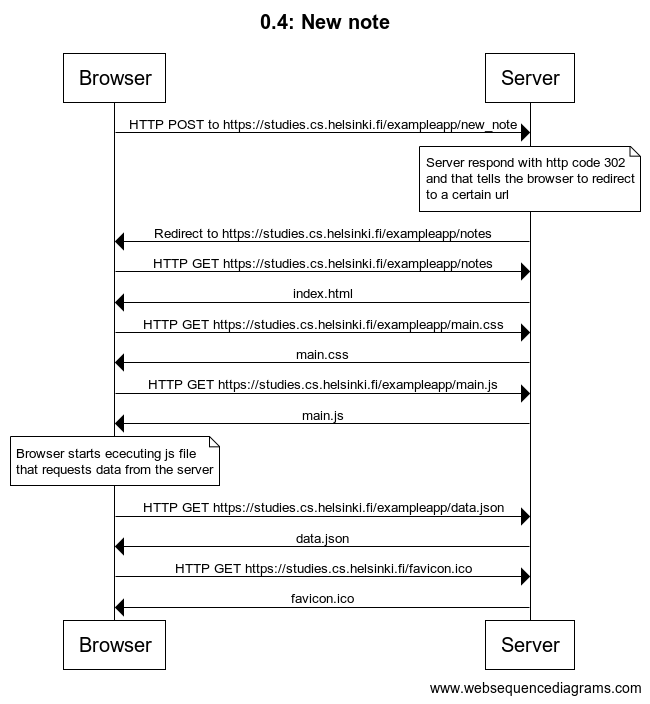 0.4: New note
Browser
Server
HTTP POST to https://studies.cs.helsinki.fi/exampleapp/new_note
Server respond with http code 302
and that tells the browser to redirect
to a certain url
Redirect to https://studies.cs.helsinki.fi/exampleapp/notes
HTTP GET https://studies.cs.helsinki.fi/exampleapp/notes
index.html
HTTP GET https://studies.cs.helsinki.fi/exampleapp/main.css
main.css
HTTP GET https://studies.cs.helsinki.fi/exampleapp/main.js
main.js
Browser starts ececuting js file
that requests data from the server
HTTP GET https://studies.cs.helsinki.fi/exampleapp/data.json
data.json
HTTP GET https://studies.cs.helsinki.fi/favicon.ico
favicon.ico
Browser
Server
www.websequencediagrams.com